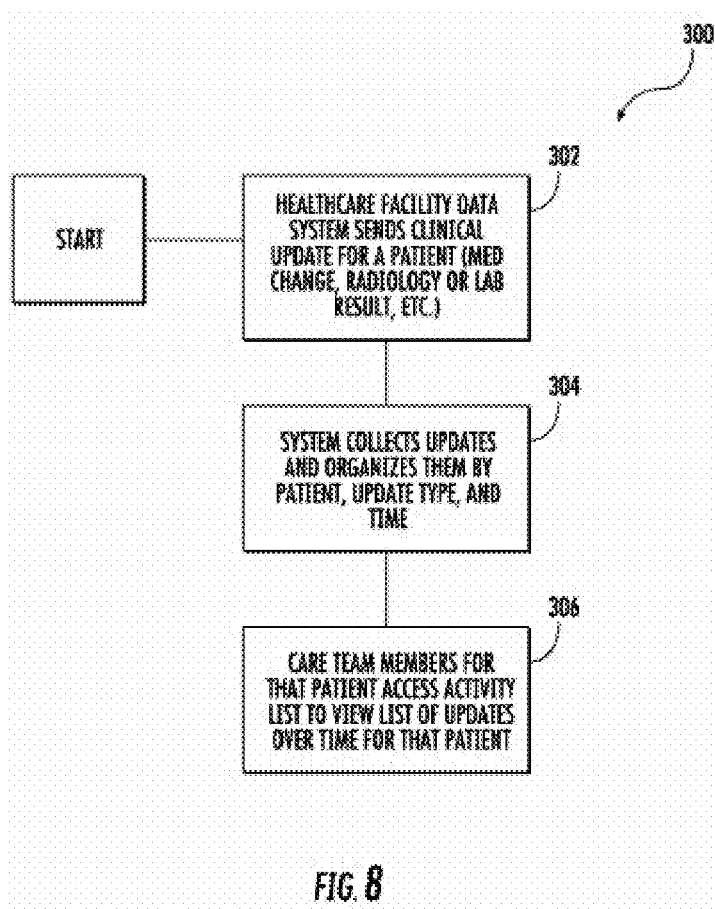 300
302
START
HEALTHCARE FACILITY DATA
SYSTEM SENDS CLINICAL
UPDATE FOR A PATIENT (MED
CHANGE, RADIOLOGY OR LAB
RESULT, ETC.)
304
SYSTEM COLLECTS UPDATES
AND ORGANIZES THEM BY
PATIENT, UPDATE TYPE, AND
TIME
306
CARE TEAM MEMBERS FOR
THAT PATIENT ACCESS ACTIVITY
LIST TO VIEW LIST OF UPDATES
OVER TIME FOR THAT PATIENT
FIG. 8